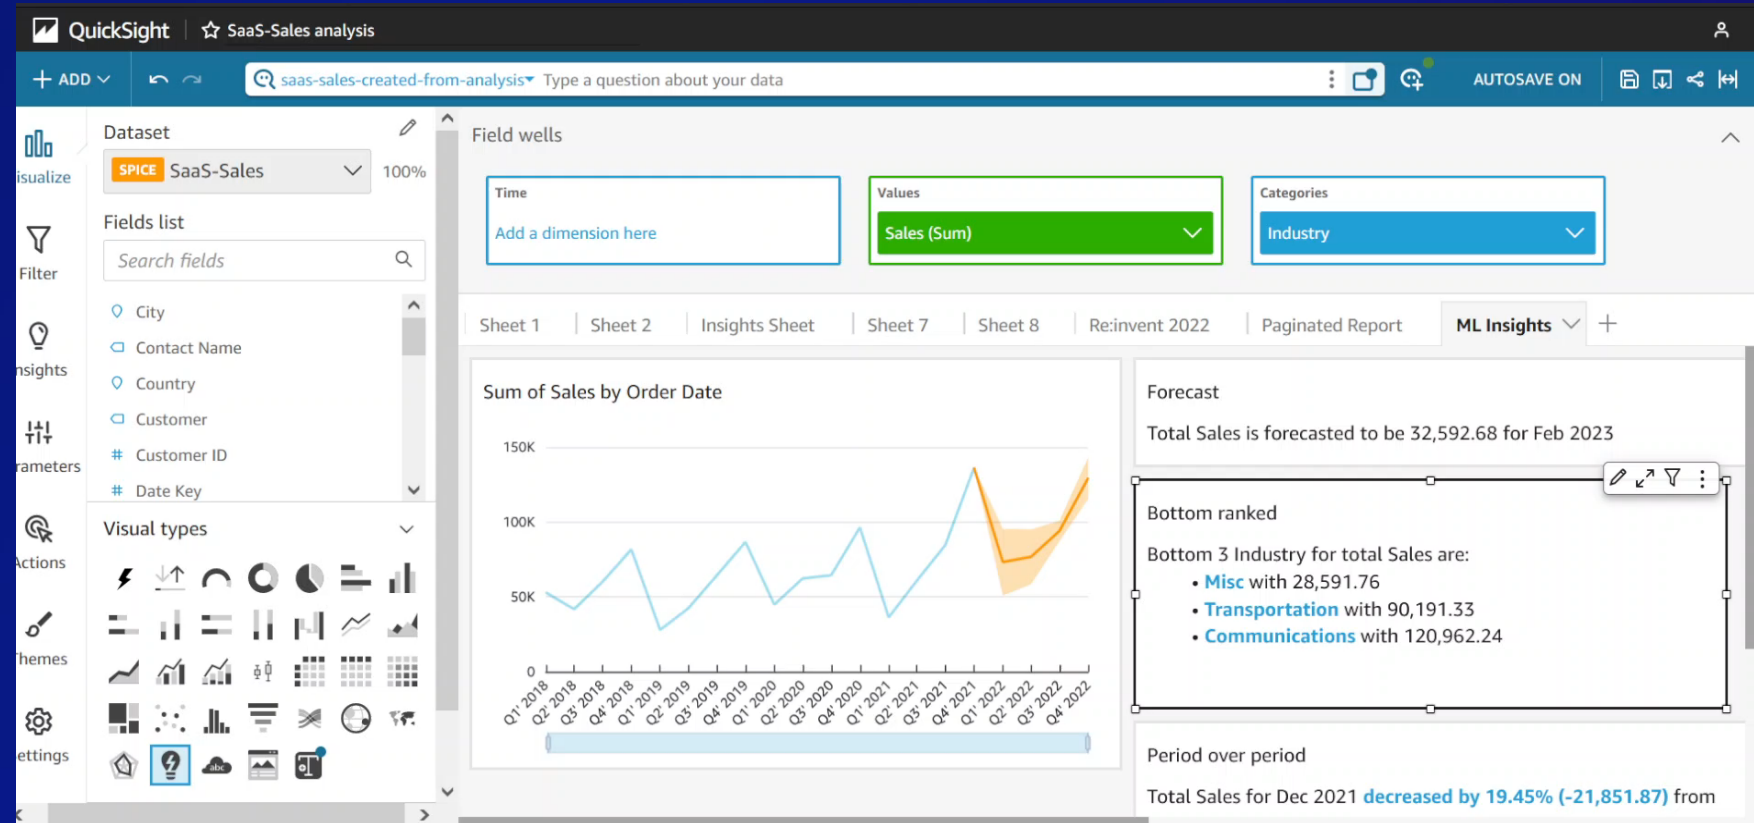 QuickSight
SaaS-Sales analysis
ADD
saas-sales-created-from-analysis Type a question about your data
AUTOSAVE ON
isualize
Filter
nsights
rameters
Actions
Themes
ettings
Dataset
SPICE SaaS-Sales 100%
Fields list
Search fields
City
Contact Name
Country
Customer
# Customer ID
# Date Key
Visual types
abc
T
Field wells
Time
Add a dimension here
Values
Sales (Sum)
Categories
Industry
Sheet 1
Sheet 2
Insights Sheet
Sheet 7
Sheet 8
Re:invent 2022
Paginated Report
ML Insights
Sum of Sales by Order Date
150K
100K
50K
0
Q1' 2018
Q2' 2018
Q3' 2018
Q4' 2018
Q1' 2019
Q2' 2019
Q3' 2019
Q4' 2019
Q1' 2020
Q2' 2020
Q3' 2020
Q4' 2020
Q1' 2021
Q2' 2021
Q3' 2021
Q4' 2021
Q1' 2022
Q2' 2022
Q3' 2022
Q4' 2022
Forecast
Total Sales is forecasted to be 32,592.68 for Feb 2023
Bottom ranked
Bottom 3 Industry for total Sales are:
• Misc with 28,591.76
• Transportation with 90,191.33
• Communications with 120,962.24
Period over period
Total Sales for Dec 2021 decreased by 19.45% (-21,851.87) from